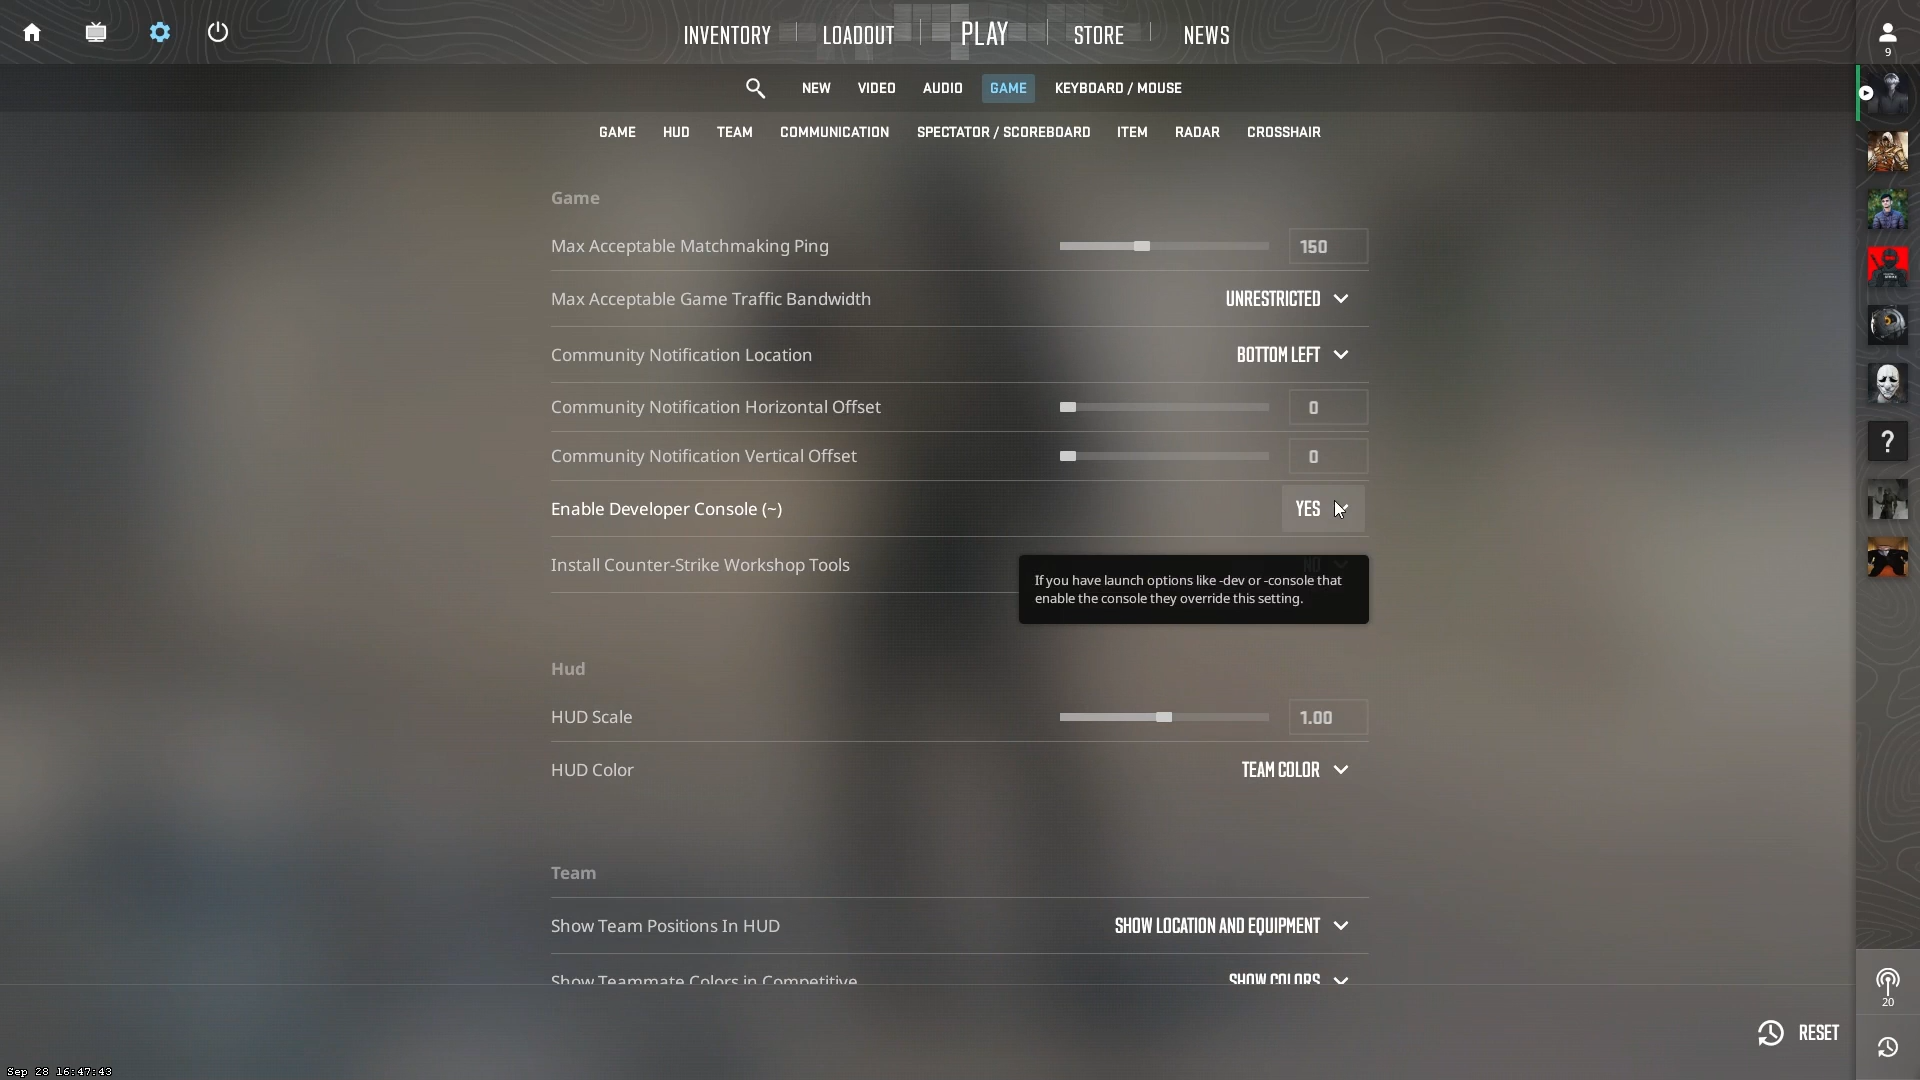 INVENTORY
LOADOUT
PLAY
STORE
NEWS
9
NEW
VIDEO
AUDIO
GAME
KEYBOARD / MOUSE
GAME
HUD
TEAM
COMMUNICATION
SPECTATOR / SCOREBOARD
ITEM
RADAR
CROSSHAIR
Game
Max Acceptable Matchmaking Ping
150
Max Acceptable Game Traffic Bandwidth
UNRESTRICTED
Community Notification Location
BOTTOM LEFT
Community Notification Horizontal Offset
0
Community Notification Vertical Offset
0
Enable Developer Console (~)
YES
Install Counter-Strike Workshop Tools
NO
If you have launch options like -dev or -console that
enable the console they override this setting.
Hud
HUD Scale
1.00
HUD Color
TEAM COLOR
Team
Show Team Positions In HUD
SHOW LOCATION AND EQUIPMENT
Show Teammate Colors in Competitive
SHOW COLORS
?
20
RESET
Sep 28 16:47:43